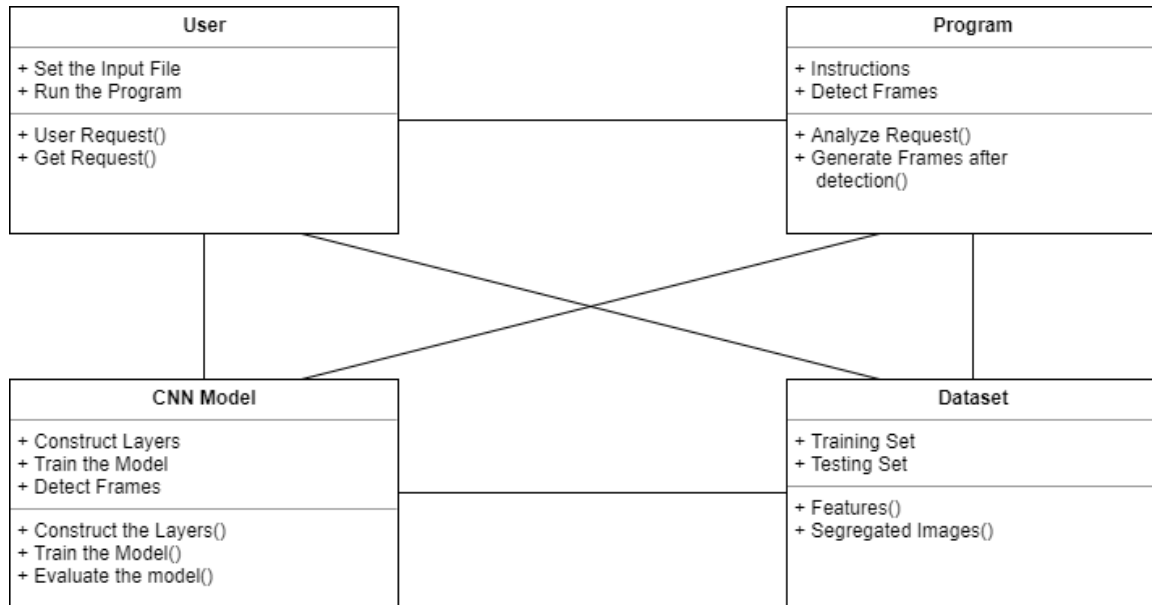 User
+ Set the Input File
+ Run the Program
+ User Request()
+ Get Request()
Program
+ Instructions
+ Detect Frames
+ Analyze Request()
+ Generate Frames after
detection()
CNN Model
+ Construct Layers
+ Train the Model
+ Detect Frames
+ Construct the Layers()
+ Train the Model()
+ Evaluate the model()
Dataset
+ Training Set
+ Testing Set
+ Features()
+ Segregated Images()